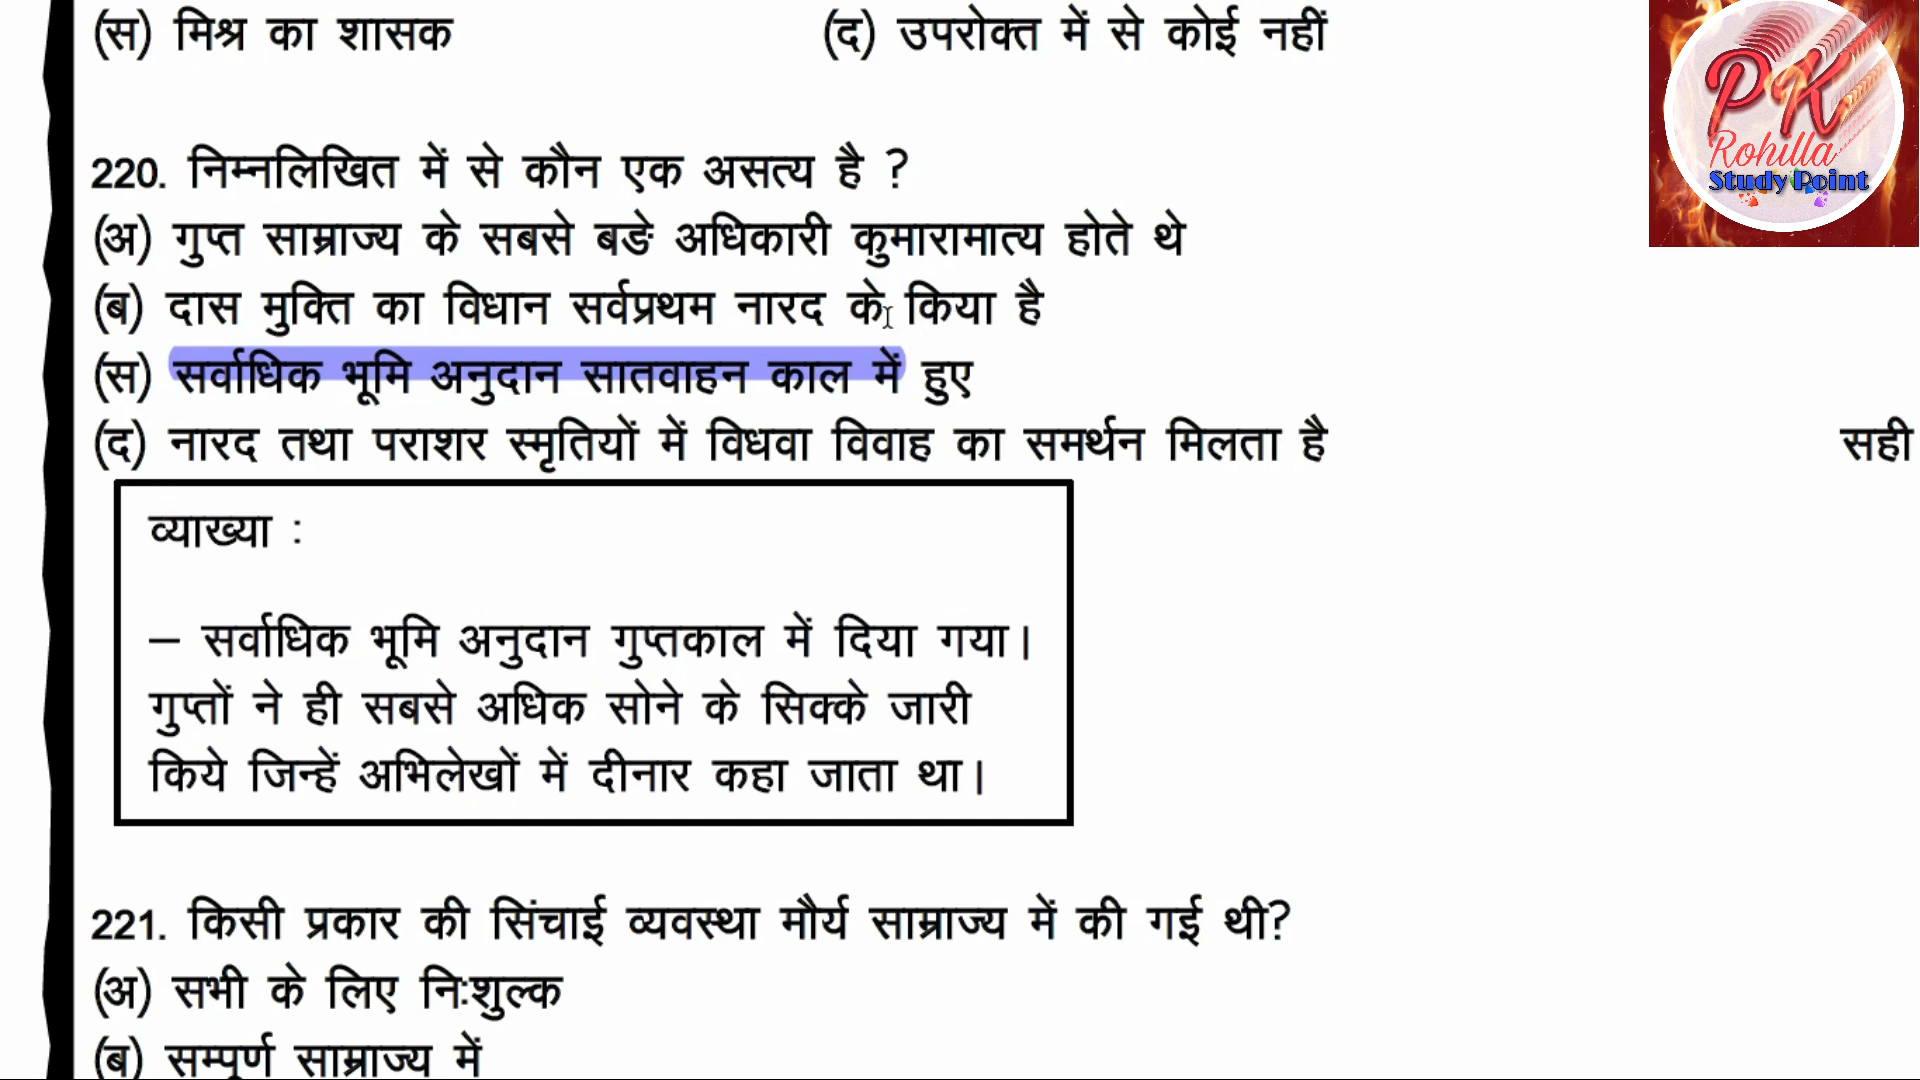 (स) मिश्र का शासक (द) उपरोक्त में से कोई नहीं
PK
Rohilla
Study Point
220. निम्नलिखित में से कौन एक असत्य है ?
(अ) गुप्त साम्राज्य के सबसे बडे अधिकारी कुमारामात्य होते थे
(ब) दास मुक्ति का विधान सर्वप्रथम नारद के किया है
(स) सर्वाधिक भूमि अनुदान सातवाहन काल में हुए
(द) नारद तथा पराशर स्मृतियों में विधवा विवाह का समर्थन मिलता है सही
व्याख्या :
– सर्वाधिक भूमि अनुदान गुप्तकाल में दिया गया।
गुप्तों ने ही सबसे अधिक सोने के सिक्के जारी
किये जिन्हें अभिलेखों में दीनार कहा जाता था।
221. किसी प्रकार की सिंचाई व्यवस्था मौर्य साम्राज्य में की गई थी?
(अ) सभी के लिए निःशुल्क
(ब) सम्पूर्ण साम्राज्य में